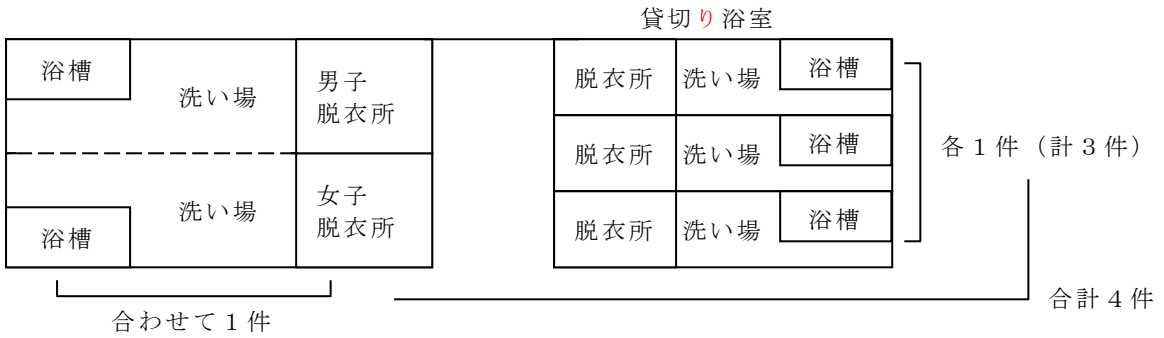 貸切り浴室
浴槽
洗い場
男子
脱衣所
浴槽
洗い場
女子
脱衣所
合わせて1件
脱衣所
洗い場
浴槽
脱衣所
洗い場
浴槽
脱衣所
洗い場
浴槽
各1件（計3件）
合計4件